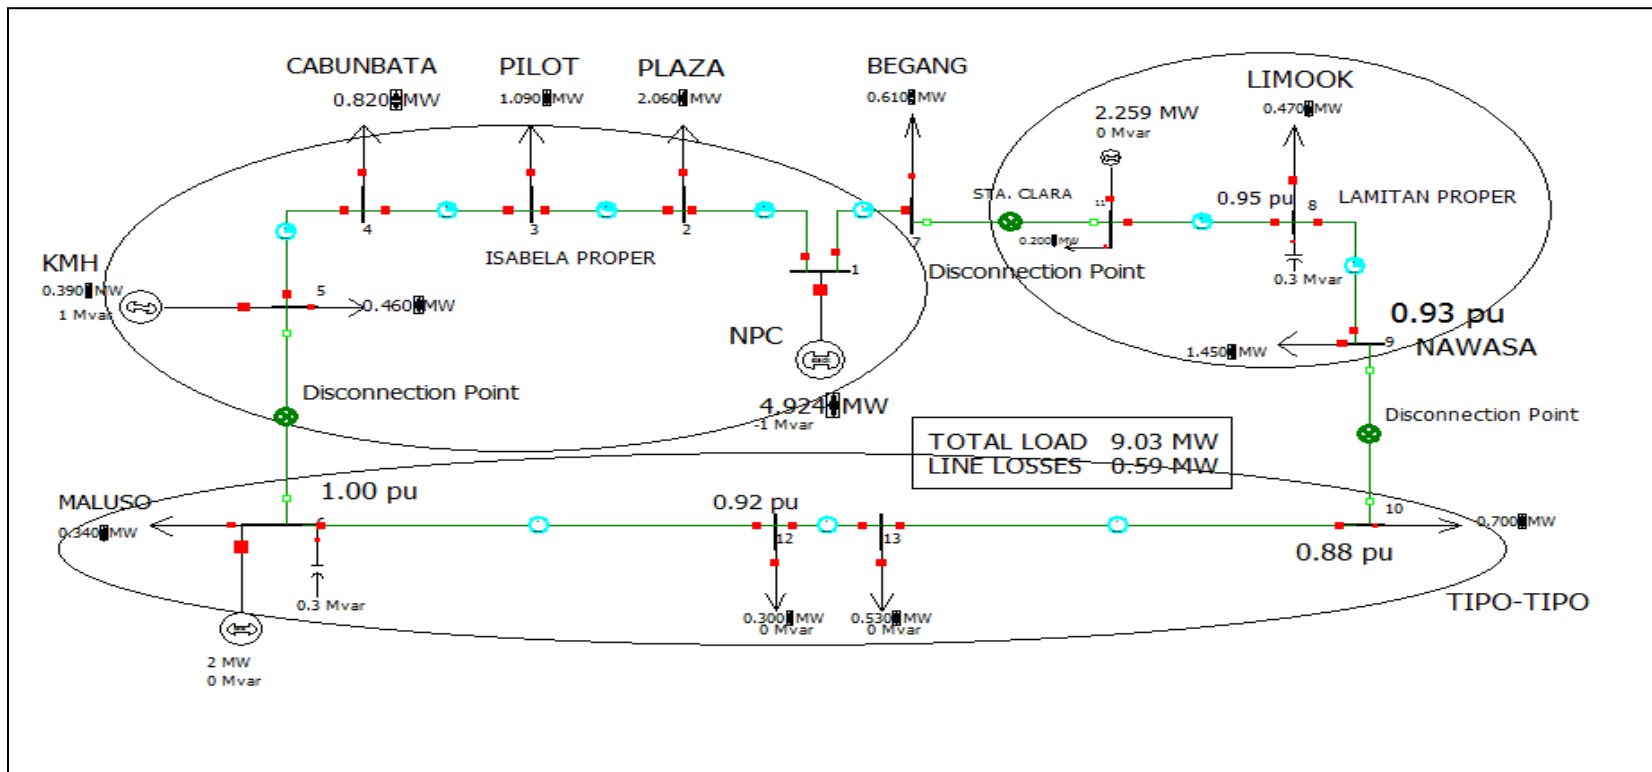 CABUNBATA
0.820 MW
PILOT
1.090 MW
PLAZA
2.060 MW
BEGANG
0.610 MW
LIMOOK
0.470 MW
2.259 MW
0 Mvar
STA. CLARA
11
0.200 MW
0.95 pu
8
LAMITAN PROPER
0.3 Mvar
4
3
2
7
ISABELA PROPER
1
Disconnection Point
KMH
0.390 MW
1 Mvar
5
0.460 MW
NPC
4.924 MW
-1 Mvar
0.93 pu
9
NAWASA
1.450 MW
Disconnection Point
Disconnection Point
TOTAL LOAD 9.03 MW
LINE LOSSES 0.59 MW
MALUSO
0.340 MW
1.00 pu
0.3 Mvar
2 MW
0 Mvar
0.92 pu
12
13
0.300 MW
0 Mvar
0.530 MW
0 Mvar
10
0.700 MW
0.88 pu
TIPO-TIPO